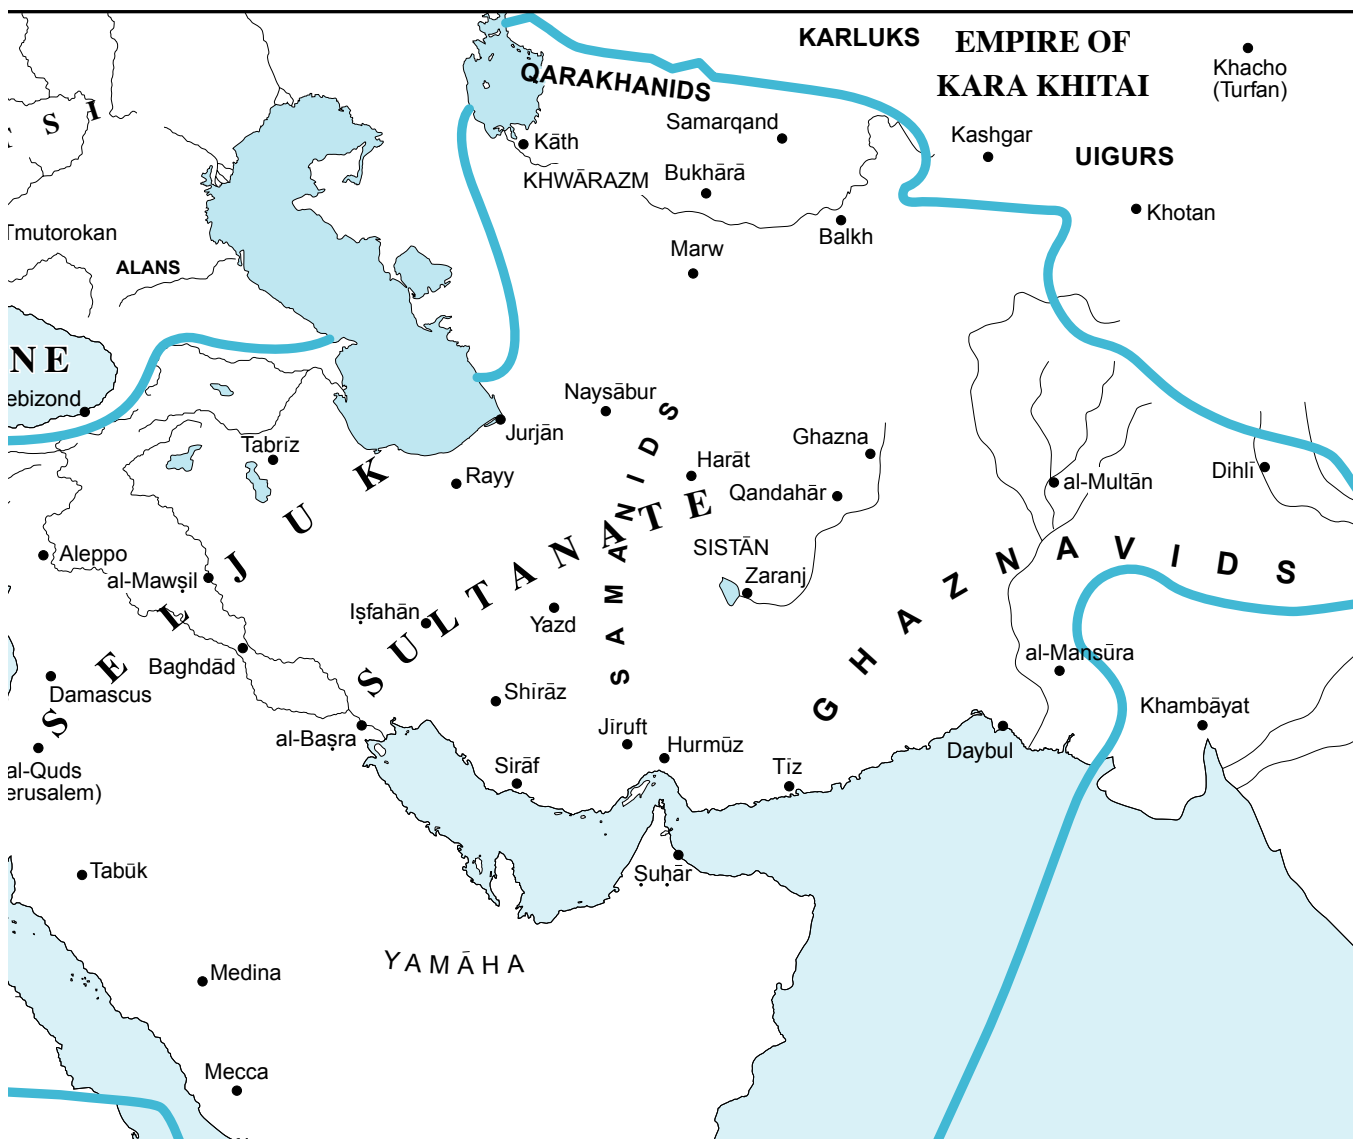 KARLUKS
EMPIRE OF
KARA KHITAI
Khacho
(Turfan)
QARAKHANIDS
Samarqand
Kāth
Kashgar
UIGURS
KHWĀRAZM
Bukhārā
Khotan
Balkh
Marw
S I
Tmutorokan
ALANS
NE
ebizond
Naysābur
Jurjān
Tabrīz
Rayy
Harāt
Ghazna
Qandahār
al-Multān
Dihlī
SELJUK
SULTANATE
SAMANIDS
GHAZNAVIDS
SISTĀN
Zaranj
Aleppo
al-Mawṣil
Iṣfahān
Yazd
Baghdād
Damascus
al-Mansūra
Shīrāz
Khambāyat
al-Baṣra
Jiruft
Hurmūz
Daybul
al-Quds
erusalem)
Sirāf
Tīz
Tabūk
Ṣuḥār
YAMĀHA
Medina
Mecca